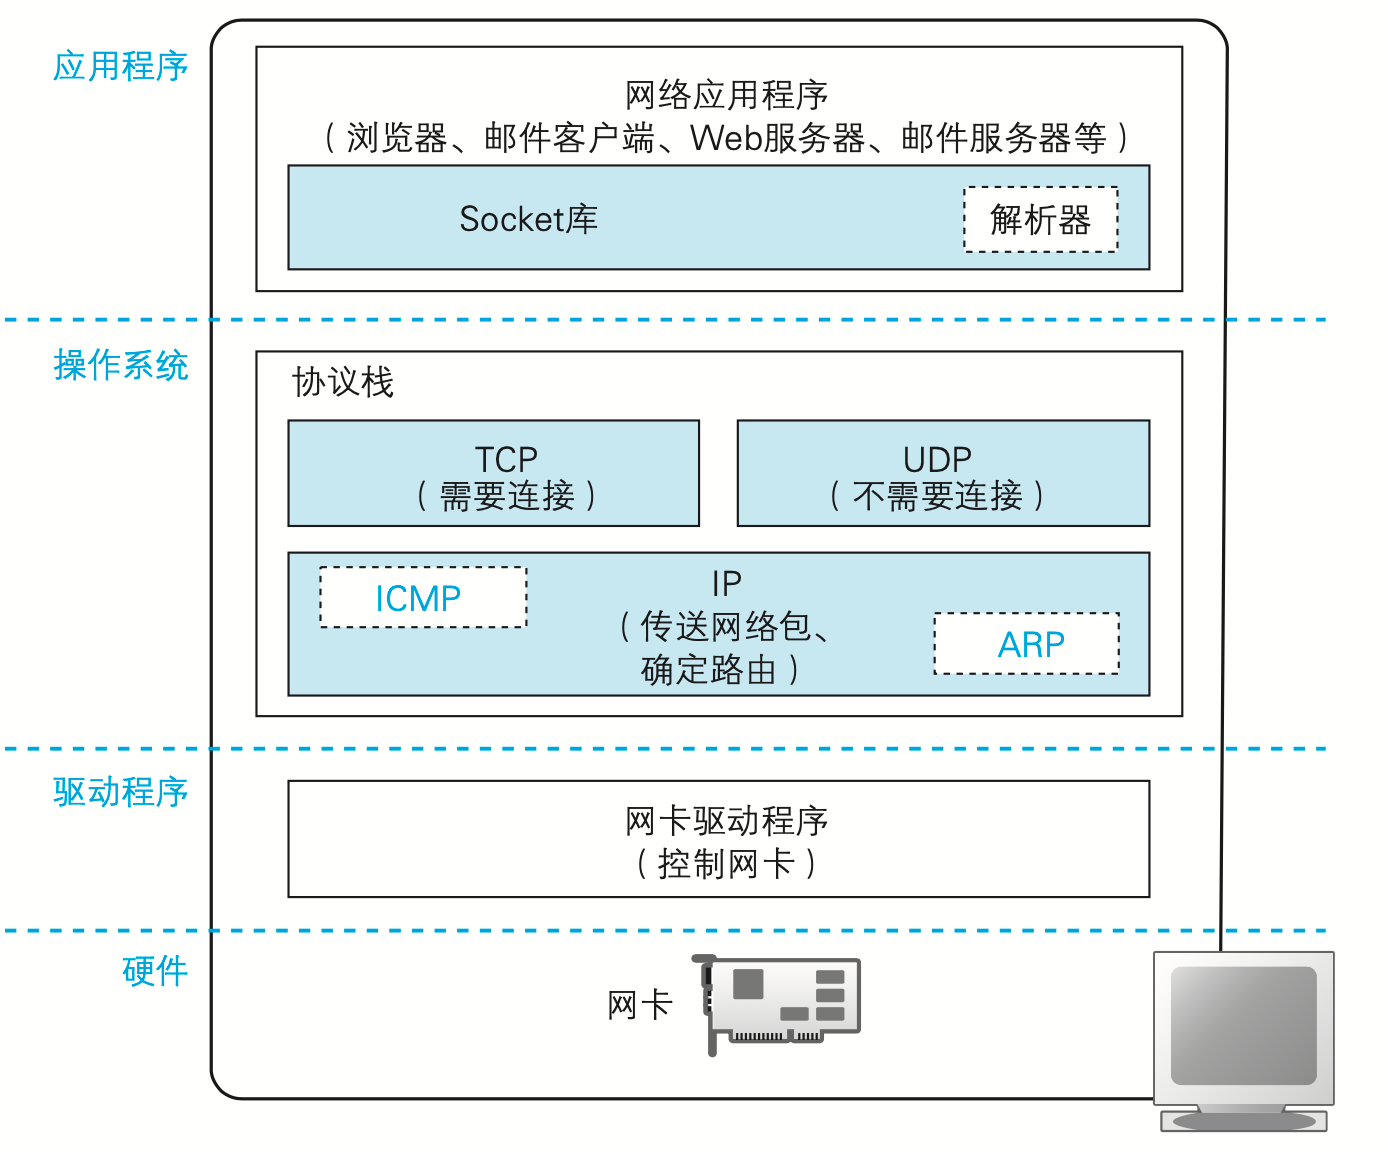 应用程序
网络应用程序
（浏览器、邮件客户端、Web服务器、邮件服务器等）
Socket库
解析器
操作系统
协议栈
TCP
（需要连接）
UDP
（不需要连接）
ICMP
IP
（传送网络包、
确定路由）
ARP
驱动程序
网卡驱动程序
（控制网卡）
硬件
网卡